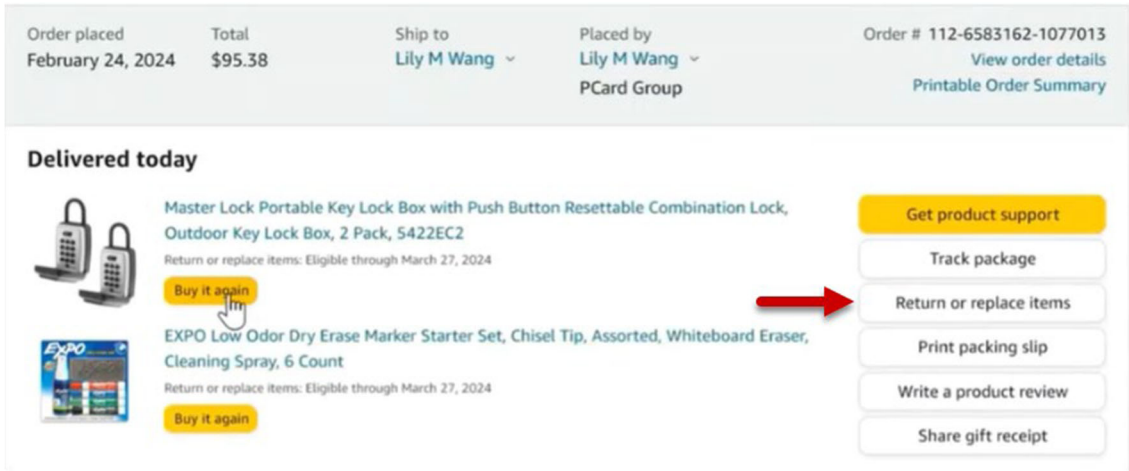 Order placed
February 24, 2024
Total
$95.38
Ship to
Lily M Wang
Placed by
Lily M Wang
PCard Group
Order # 112-6583162-1077013
View order details
Printable Order Summary
Delivered today
Master Lock Portable Key Lock Box with Push Button Resettable Combination Lock,
Outdoor Key Lock Box, 2 Pack, 5422EC2
Return or replace items: Eligible through March 27, 2024
Buy it again
EXPO
EXPO Low Odor Dry Erase Marker Starter Set, Chisel Tip, Assorted, Whiteboard Eraser,
Cleaning Spray, 6 Count
Return or replace items: Eligible through March 27, 2024
Buy it again
Get product support
Track package
Return or replace items
Print packing slip
Write a product review
Share gift receipt